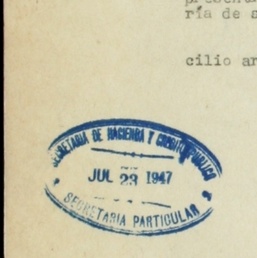 ría de s
cilio ar
SECRETARIA DE HACIENDA Y CREDITO PUBLICO
JUL 23 1947
SECRETARIA PARTICULAR